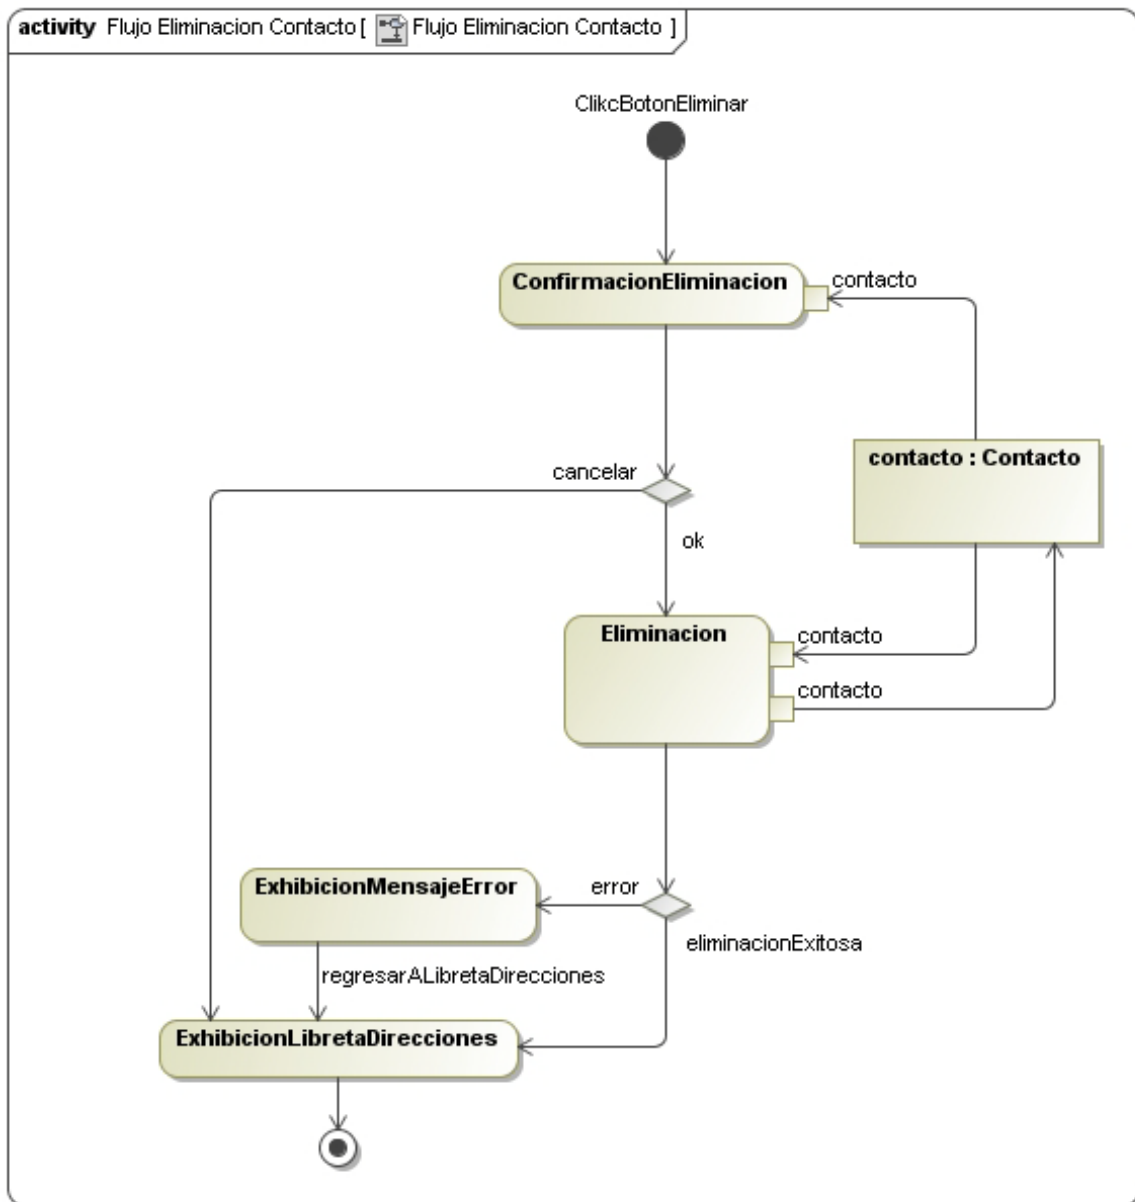 activity Flujo Eliminacion Contacto [ Flujo Eliminacion Contacto ]
ClikcBotonEliminar
ConfirmacionEliminacion
contacto
contacto : Contacto
cancelar
ok
Eliminacion
contacto
contacto
ExhibicionMensajeError
error
eliminacionExitosa
regresarALibretaDirecciones
ExhibicionLibretaDirecciones